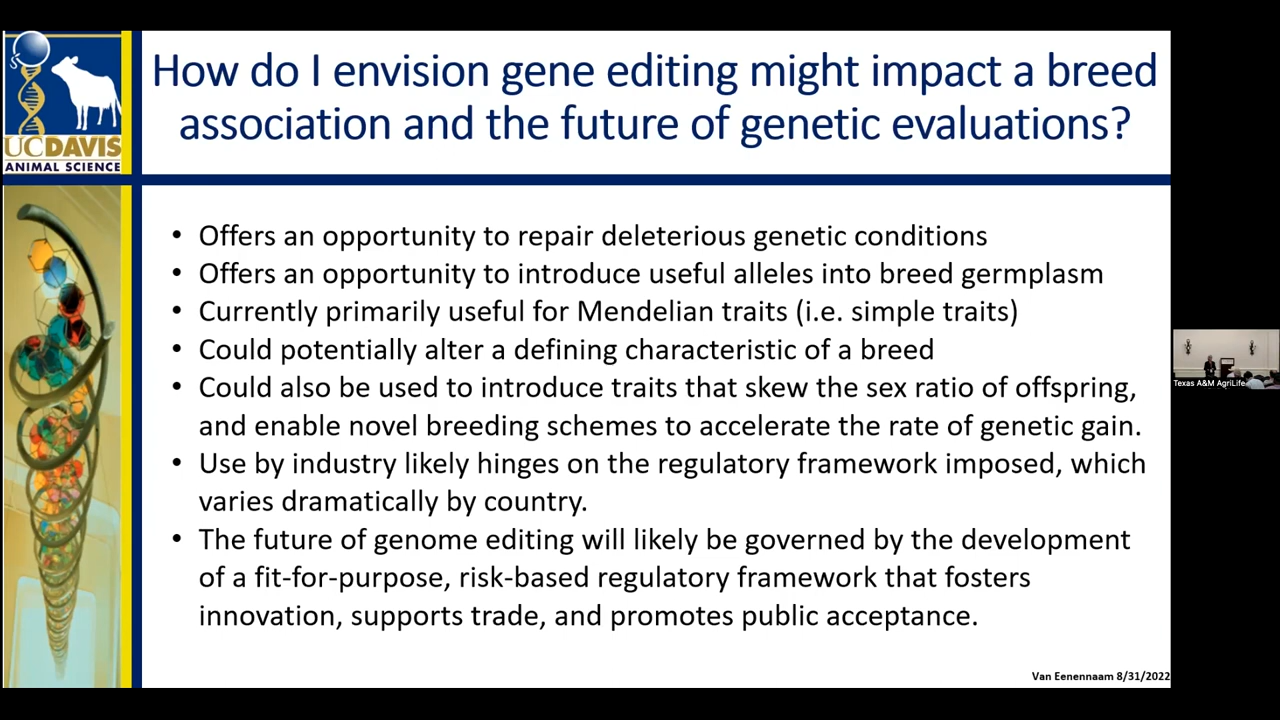 How do I envision gene editing might impact a breed
association and the future of genetic evaluations?
UCDAVIS
ANIMAL SCIENCE
• Offers an opportunity to repair deleterious genetic conditions
• Offers an opportunity to introduce useful alleles into breed germplasm
• Currently primarily useful for Mendelian traits (i.e. simple traits)
• Could potentially alter a defining characteristic of a breed
• Could also be used to introduce traits that skew the sex ratio of offspring,
and enable novel breeding schemes to accelerate the rate of genetic gain.
• Use by industry likely hinges on the regulatory framework imposed, which
varies dramatically by country.
• The future of genome editing will likely be governed by the development
of a fit-for-purpose, risk-based regulatory framework that fosters
innovation, supports trade, and promotes public acceptance.
Texas A&M AgriLife
Van Eenennaam 8/31/2022